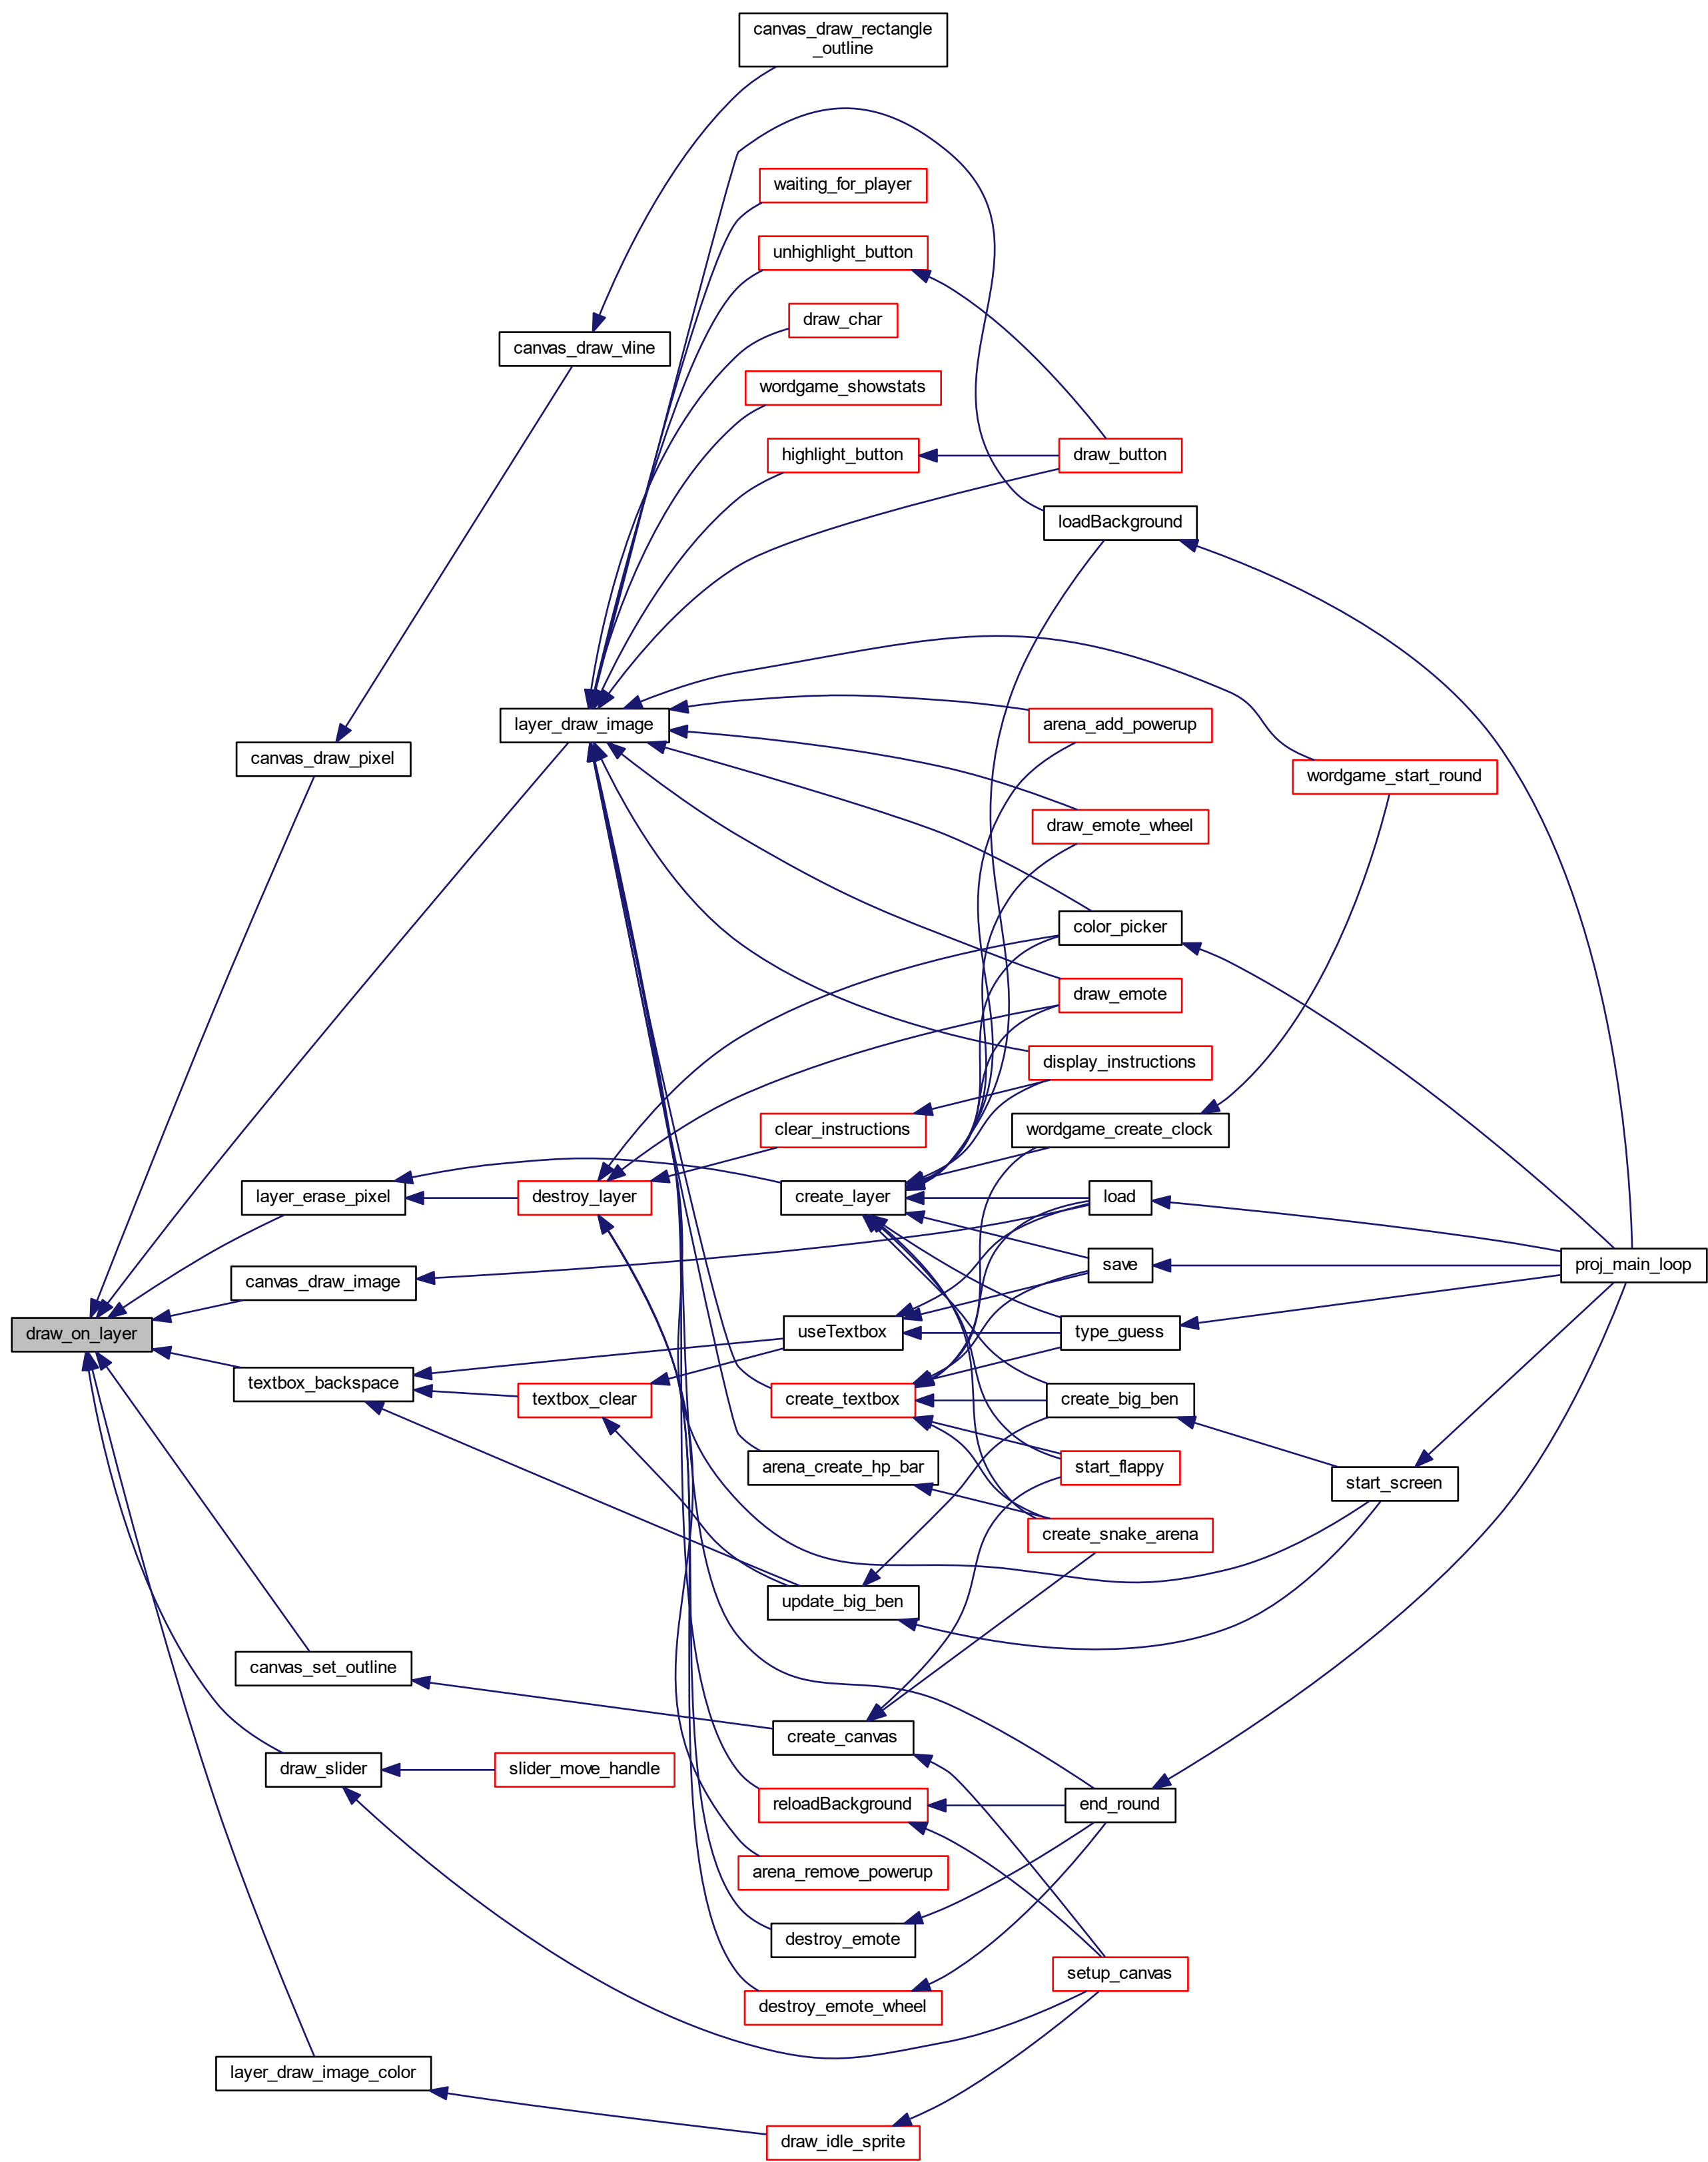 canvas_draw_rectangle
_outline
waiting_for_player
unhighlight_button
draw_char
canvas_draw_vline
wordgame_showstats
highlight_button
draw_button
loadBackground
layer_draw_image
arena_add_powerup
canvas_draw_pixel
wordgame_start_round
draw_emote_wheel
color_picker
draw_emote
display_instructions
clear_instructions
wordgame_create_clock
layer_erase_pixel
destroy_layer
create_layer
load
canvas_draw_image
save
proj_main_loop
draw_on_layer
useTextbox
type_guess
textbox_backspace
textbox_clear
create_textbox
create_big_ben
arena_create_hp_bar
start_flappy
start_screen
create_snake_arena
update_big_ben
canvas_set_outline
create_canvas
draw_slider
slider_move_handle
reloadBackground
end_round
arena_remove_powerup
destroy_emote
setup_canvas
destroy_emote_wheel
layer_draw_image_color
draw_idle_sprite